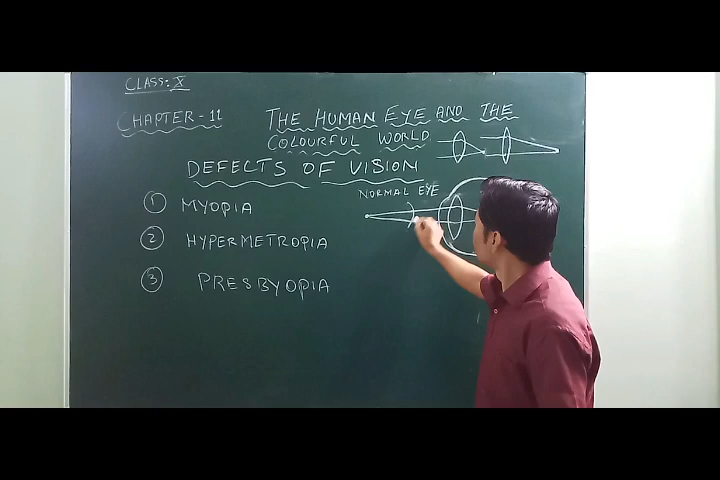 CLASS: X
CHAPTER-11 THE HUMAN EYE AND THE
COLOURFUL WORLD
DEFECTS OF VISION
NORMAL EYE
① MYOPIA
② HYPERMETROPIA
③ PRESBYOPIA